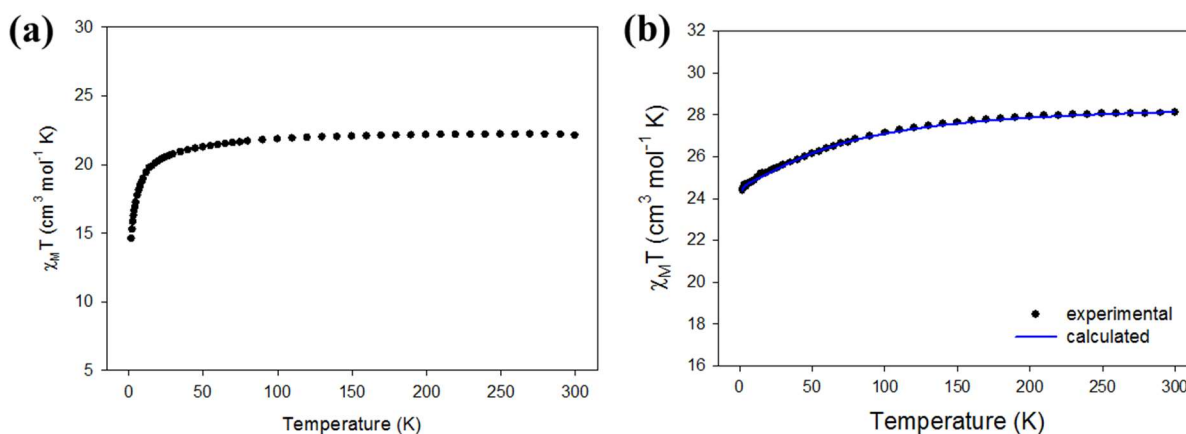 (a)
30
25
20
15
10
5
χMT (cm³ mol⁻¹ K)
0 50 100 150 200 250 300
Temperature (K)
(b)
32
30
28
26
24
22
20
18
16
χMT (cm³ mol⁻¹ K)
experimental
calculated
0 50 100 150 200 250 300
Temperature (K)